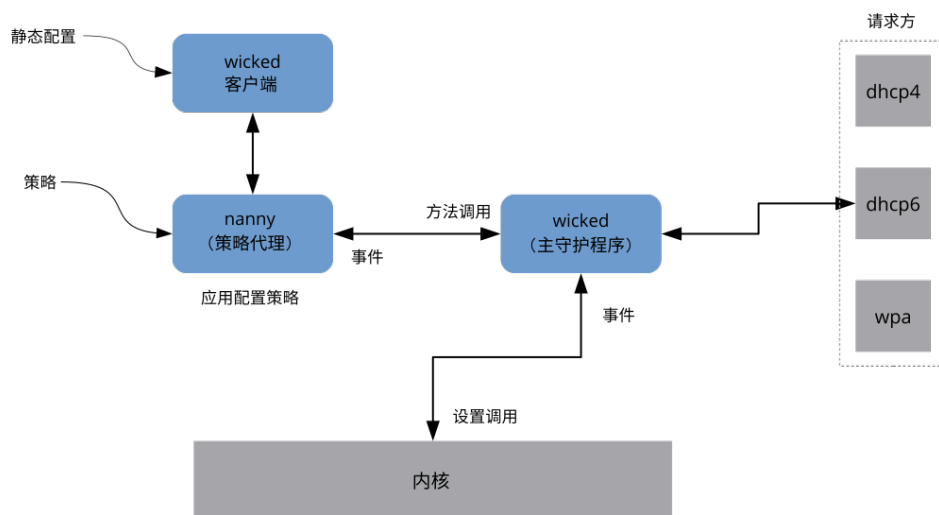 请求方
静态配置
wicked
客户端
dhcp4
策略
nanny
（策略代理）
方法调用
事件
wicked
（主守护程序）
dhcp6
应用配置策略
事件
wpa
设置调用
内核